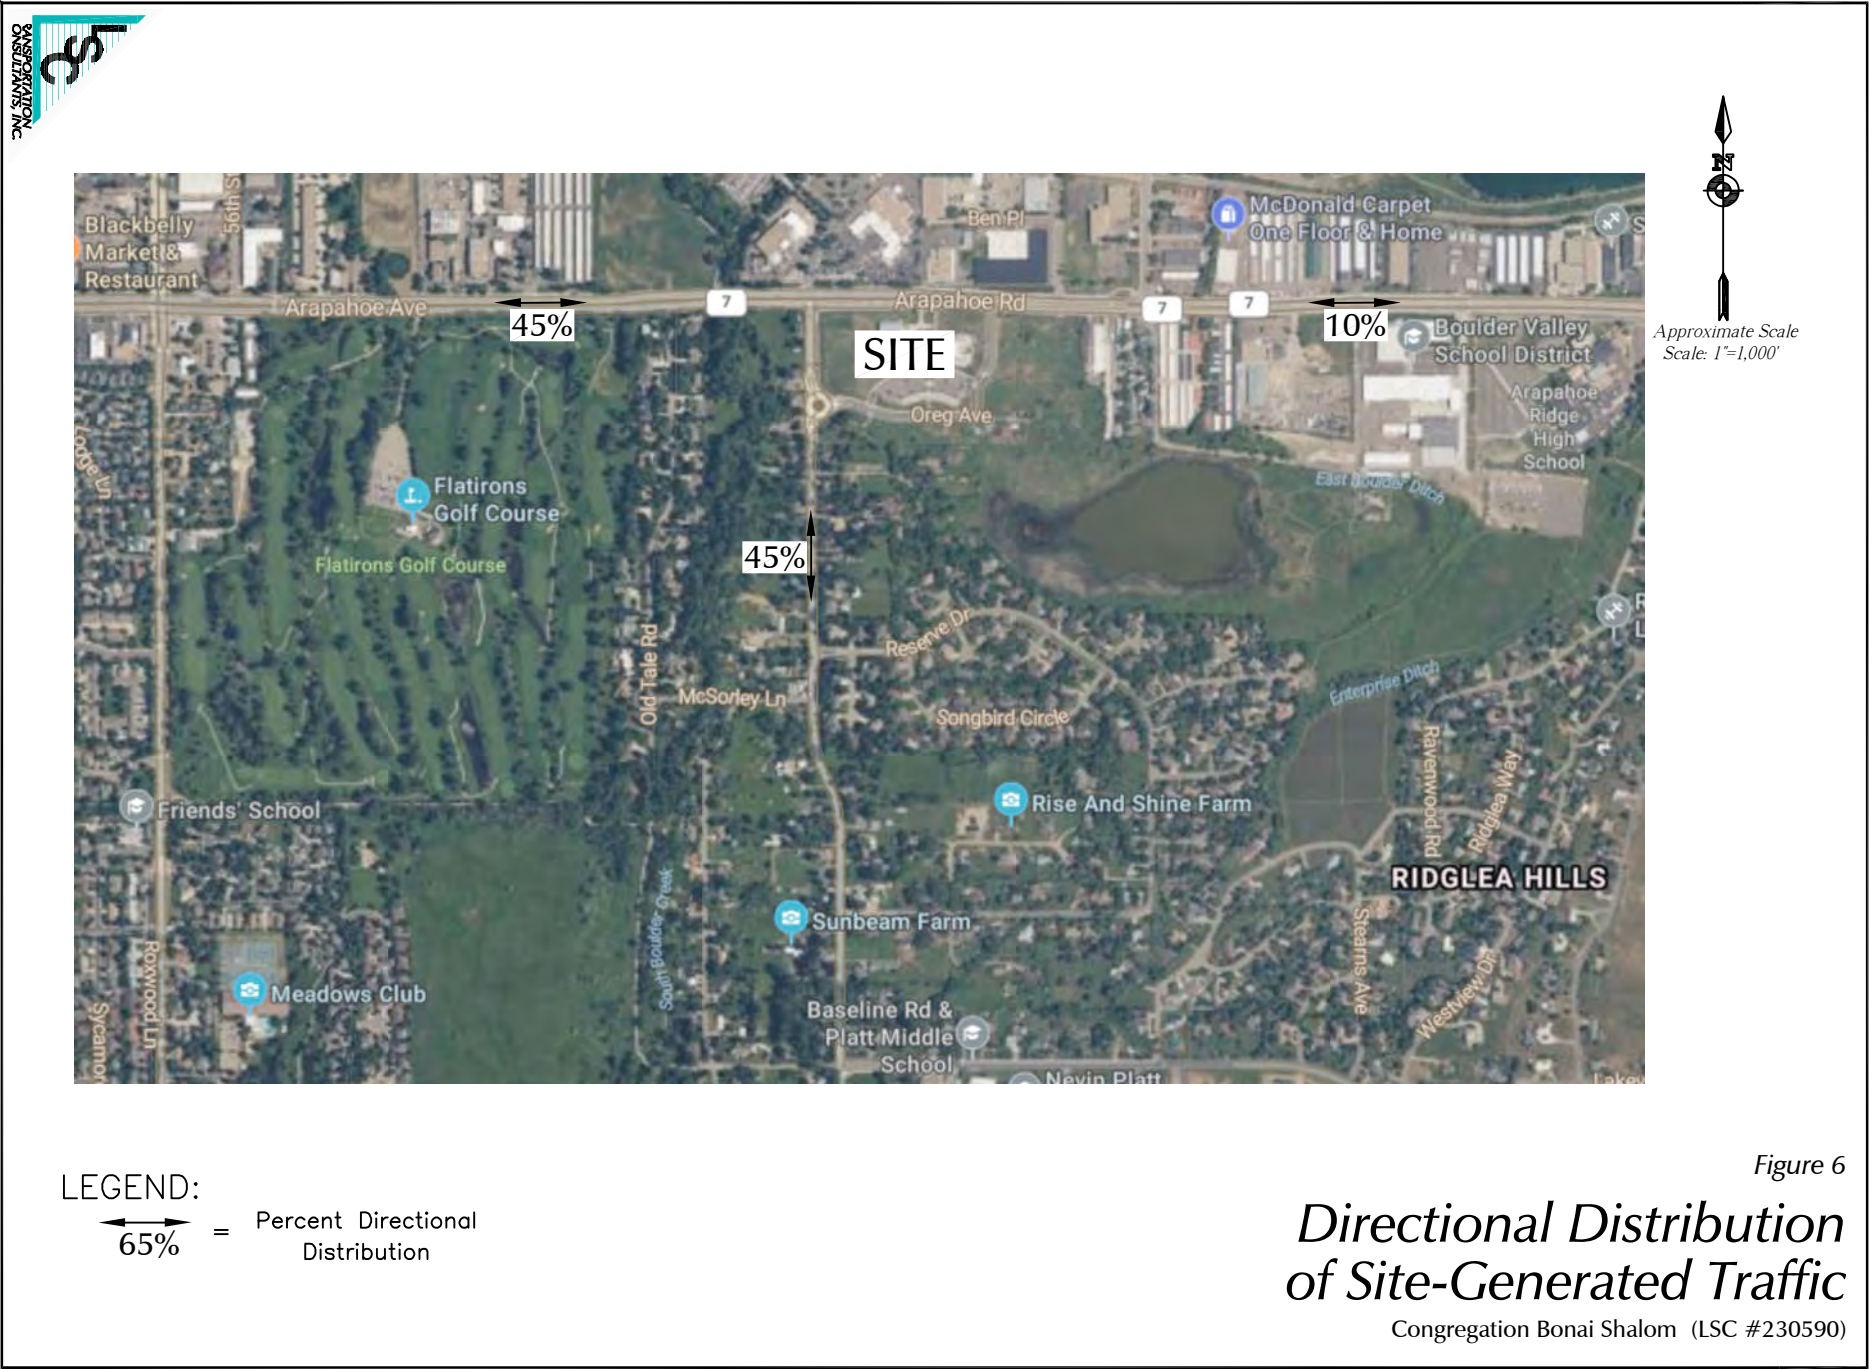 LSC
TRANSPORTATION
CONSULTANTS, INC.
N
Approximate Scale
Scale: 1"=1,000'
Blackbelly
Market &
Restaurant
56th St
Ben Pl
McDonald Carpet
One Floor & Home
S
Arapahoe Ave
45%
7
Arapahoe Rd
7
7
10%
SITE
Boulder Valley
School District
Oreg Ave
Arapahoe
Ridge
High
School
Lodge Ln
Flatirons
Golf Course
East Boulder Ditch
45%
Flatirons Golf Course
R
L
Reserve Dr
Old Tale Rd
McSorley Ln
Songbird Circle
Enterprise Ditch
Ravenwood Rd
Ridglea Way
Friends' School
Rise And Shine Farm
RIDGLEA HILLS
South Boulder Creek
Sunbeam Farm
Stearns Ave
Westview Dr
Roxwood Ln
Sycamor
Meadows Club
Baseline Rd &
Platt Middle
School
Nevin Platt
Lakev
LEGEND:
65% = Percent Directional
Distribution
Figure 6
Directional Distribution
of Site-Generated Traffic
Congregation Bonai Shalom (LSC #230590)